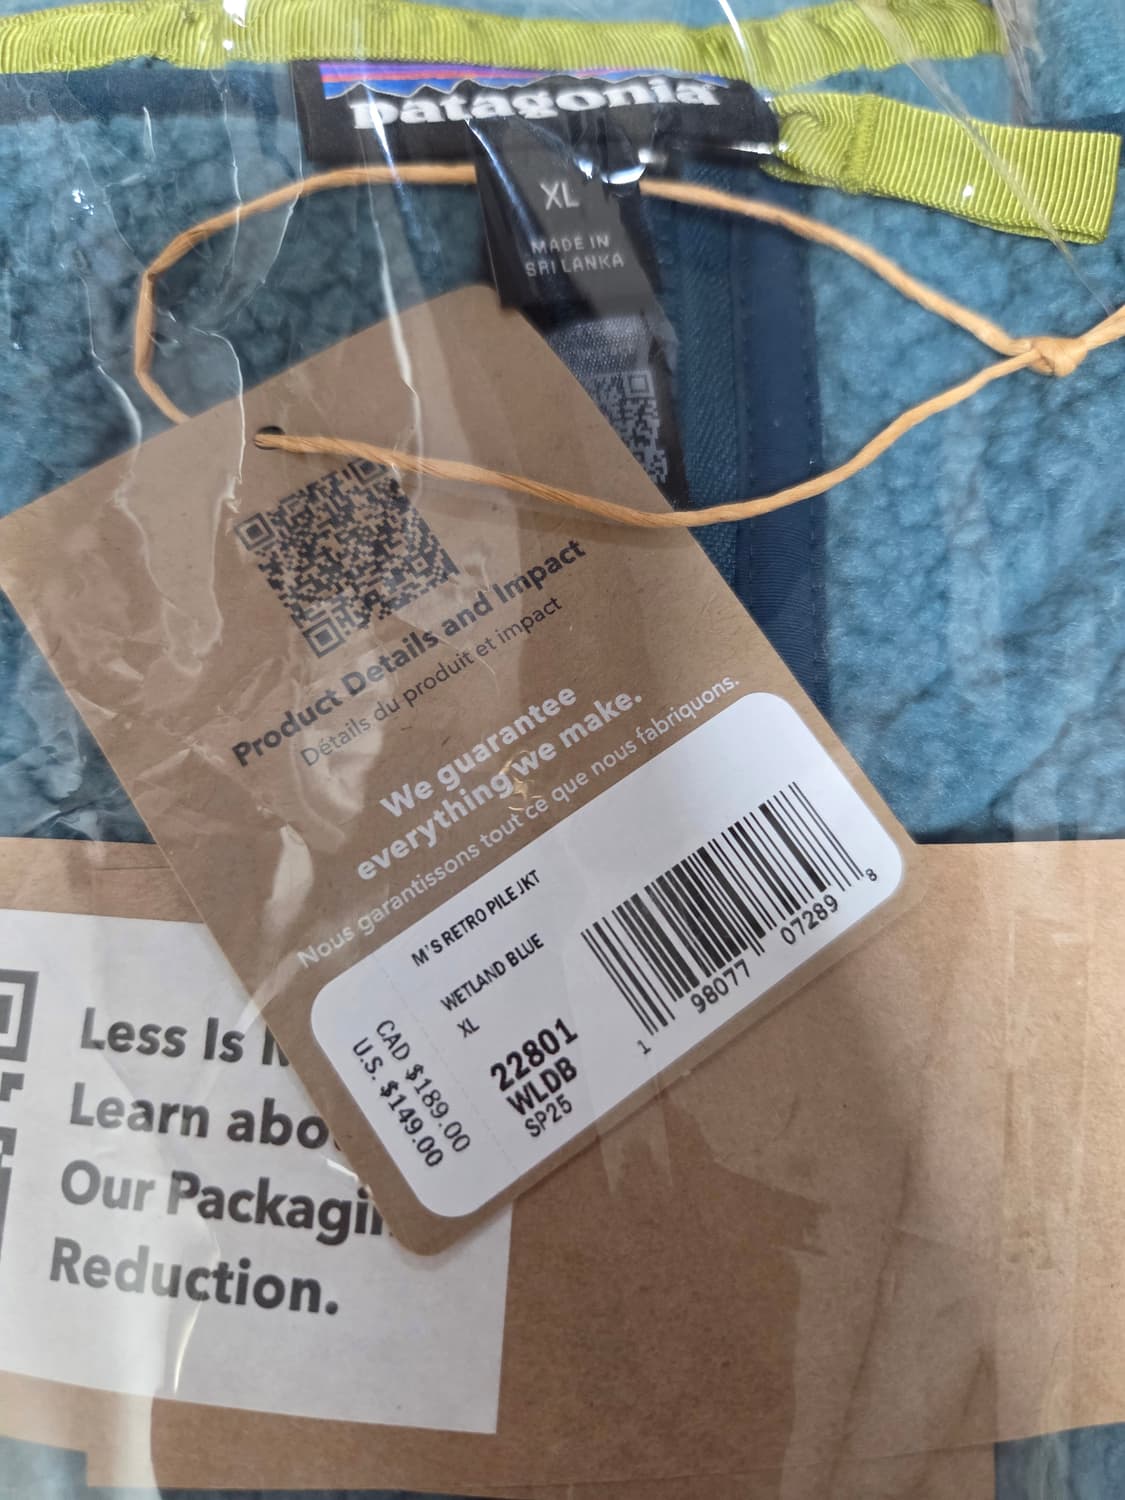 patagonia
XL
MADE IN
SRI LANKA
Product Details and Impact
Détails du produit et impact
We guarantee
everything we make.
Nous garantissons tout ce que nous fabriquons.
M'S RETRO PILE JKT
WETLAND BLUE
XL
22801
WLDB
SP25
CAD $189.00
U.S. $149.00
1 98077 07289 8
Less Is
Learn
Our
Reduction.